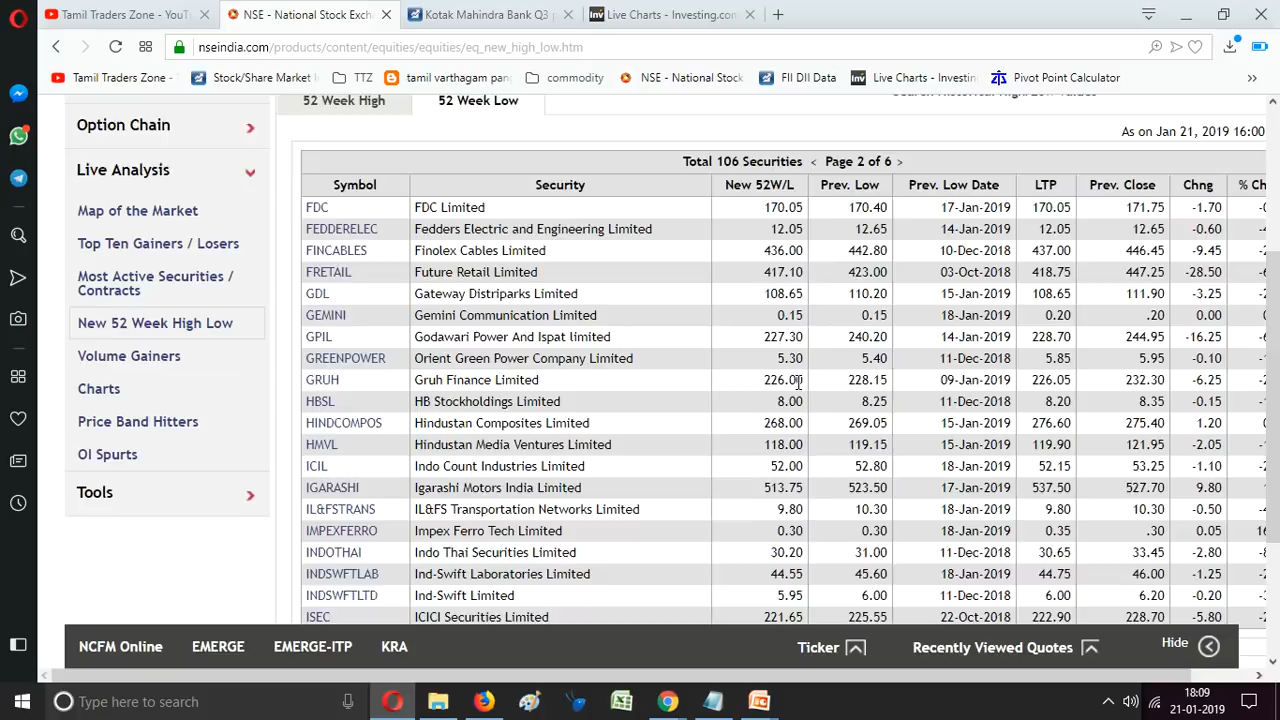 Tamil Traders Zone - YouT
NSE - National Stock Exch
Kotak Mahindra Bank Q3 p
Live Charts - Investing.con
nseindia.com/products/content/equities/equities/eq_new_high_low.htm
Tamil Traders Zone -
Stock/Share Market I
TTZ
tamil varthagam pan
commodity
NSE - National Stock
FII DII Data
Live Charts - Investin
Pivot Point Calculator
52 Week High
52 Week Low
As on Jan 21, 2019 16:00
Option Chain
Live Analysis
Map of the Market
Top Ten Gainers / Losers
Most Active Securities /
Contracts
New 52 Week High Low
Volume Gainers
Charts
Price Band Hitters
OI Spurts
Tools
Total 106 Securities < Page 2 of 6 >
Symbol Security New 52W/L Prev. Low Prev. Low Date LTP Prev. Close Chng % Ch
FDC FDC Limited 170.05 170.40 17-Jan-2019 170.05 171.75 -1.70
FEDDERELEC Fedders Electric and Engineering Limited 12.05 12.65 14-Jan-2019 12.05 12.65 -0.60
FINCABLES Finolex Cables Limited 436.00 442.80 10-Dec-2018 437.00 446.45 -9.45
FRETAIL Future Retail Limited 417.10 423.00 03-Oct-2018 418.75 447.25 -28.50
GDL Gateway Distriparks Limited 108.65 110.20 15-Jan-2019 108.65 111.90 -3.25
GEMINI Gemini Communication Limited 0.15 0.15 18-Jan-2019 0.20 .20 0.00
GPIL Godawari Power And Ispat limited 227.30 240.20 14-Jan-2019 228.70 244.95 -16.25
GREENPOWER Orient Green Power Company Limited 5.30 5.40 11-Dec-2018 5.85 5.95 -0.10
GRUH Gruh Finance Limited 226.00 228.15 09-Jan-2019 226.05 232.30 -6.25
HBSL HB Stockholdings Limited 8.00 8.25 11-Dec-2018 8.20 8.35 -0.15
HINDCOMPOS Hindustan Composites Limited 268.00 269.05 15-Jan-2019 276.60 275.40 1.20
HMVL Hindustan Media Ventures Limited 118.00 119.15 15-Jan-2019 119.90 121.95 -2.05
ICIL Indo Count Industries Limited 52.00 52.80 18-Jan-2019 52.15 53.25 -1.10
IGARASHI Igarashi Motors India Limited 513.75 523.50 17-Jan-2019 537.50 527.70 9.80
IL&FSTRANS IL&FS Transportation Networks Limited 9.80 10.30 18-Jan-2019 9.80 10.30 -0.50
IMPEXFERRO Impex Ferro Tech Limited 0.30 0.30 18-Jan-2019 0.35 .30 0.05 16
INDOTHAI Indo Thai Securities Limited 30.20 31.00 11-Dec-2018 30.65 33.45 -2.80
INDSWFTLAB Ind-Swift Laboratories Limited 44.55 45.60 18-Jan-2019 44.75 46.00 -1.25
INDSWFTLTD Ind-Swift Limited 5.95 6.00 11-Dec-2018 6.00 6.20 -0.20
ISEC ICICI Securities Limited 221.65 225.55 22-Oct-2018 222.90 228.70 -5.80
NCFM Online EMERGE EMERGE-ITP KRA Ticker Recently Viewed Quotes Hide
Type here to search
18:09
21-01-2019